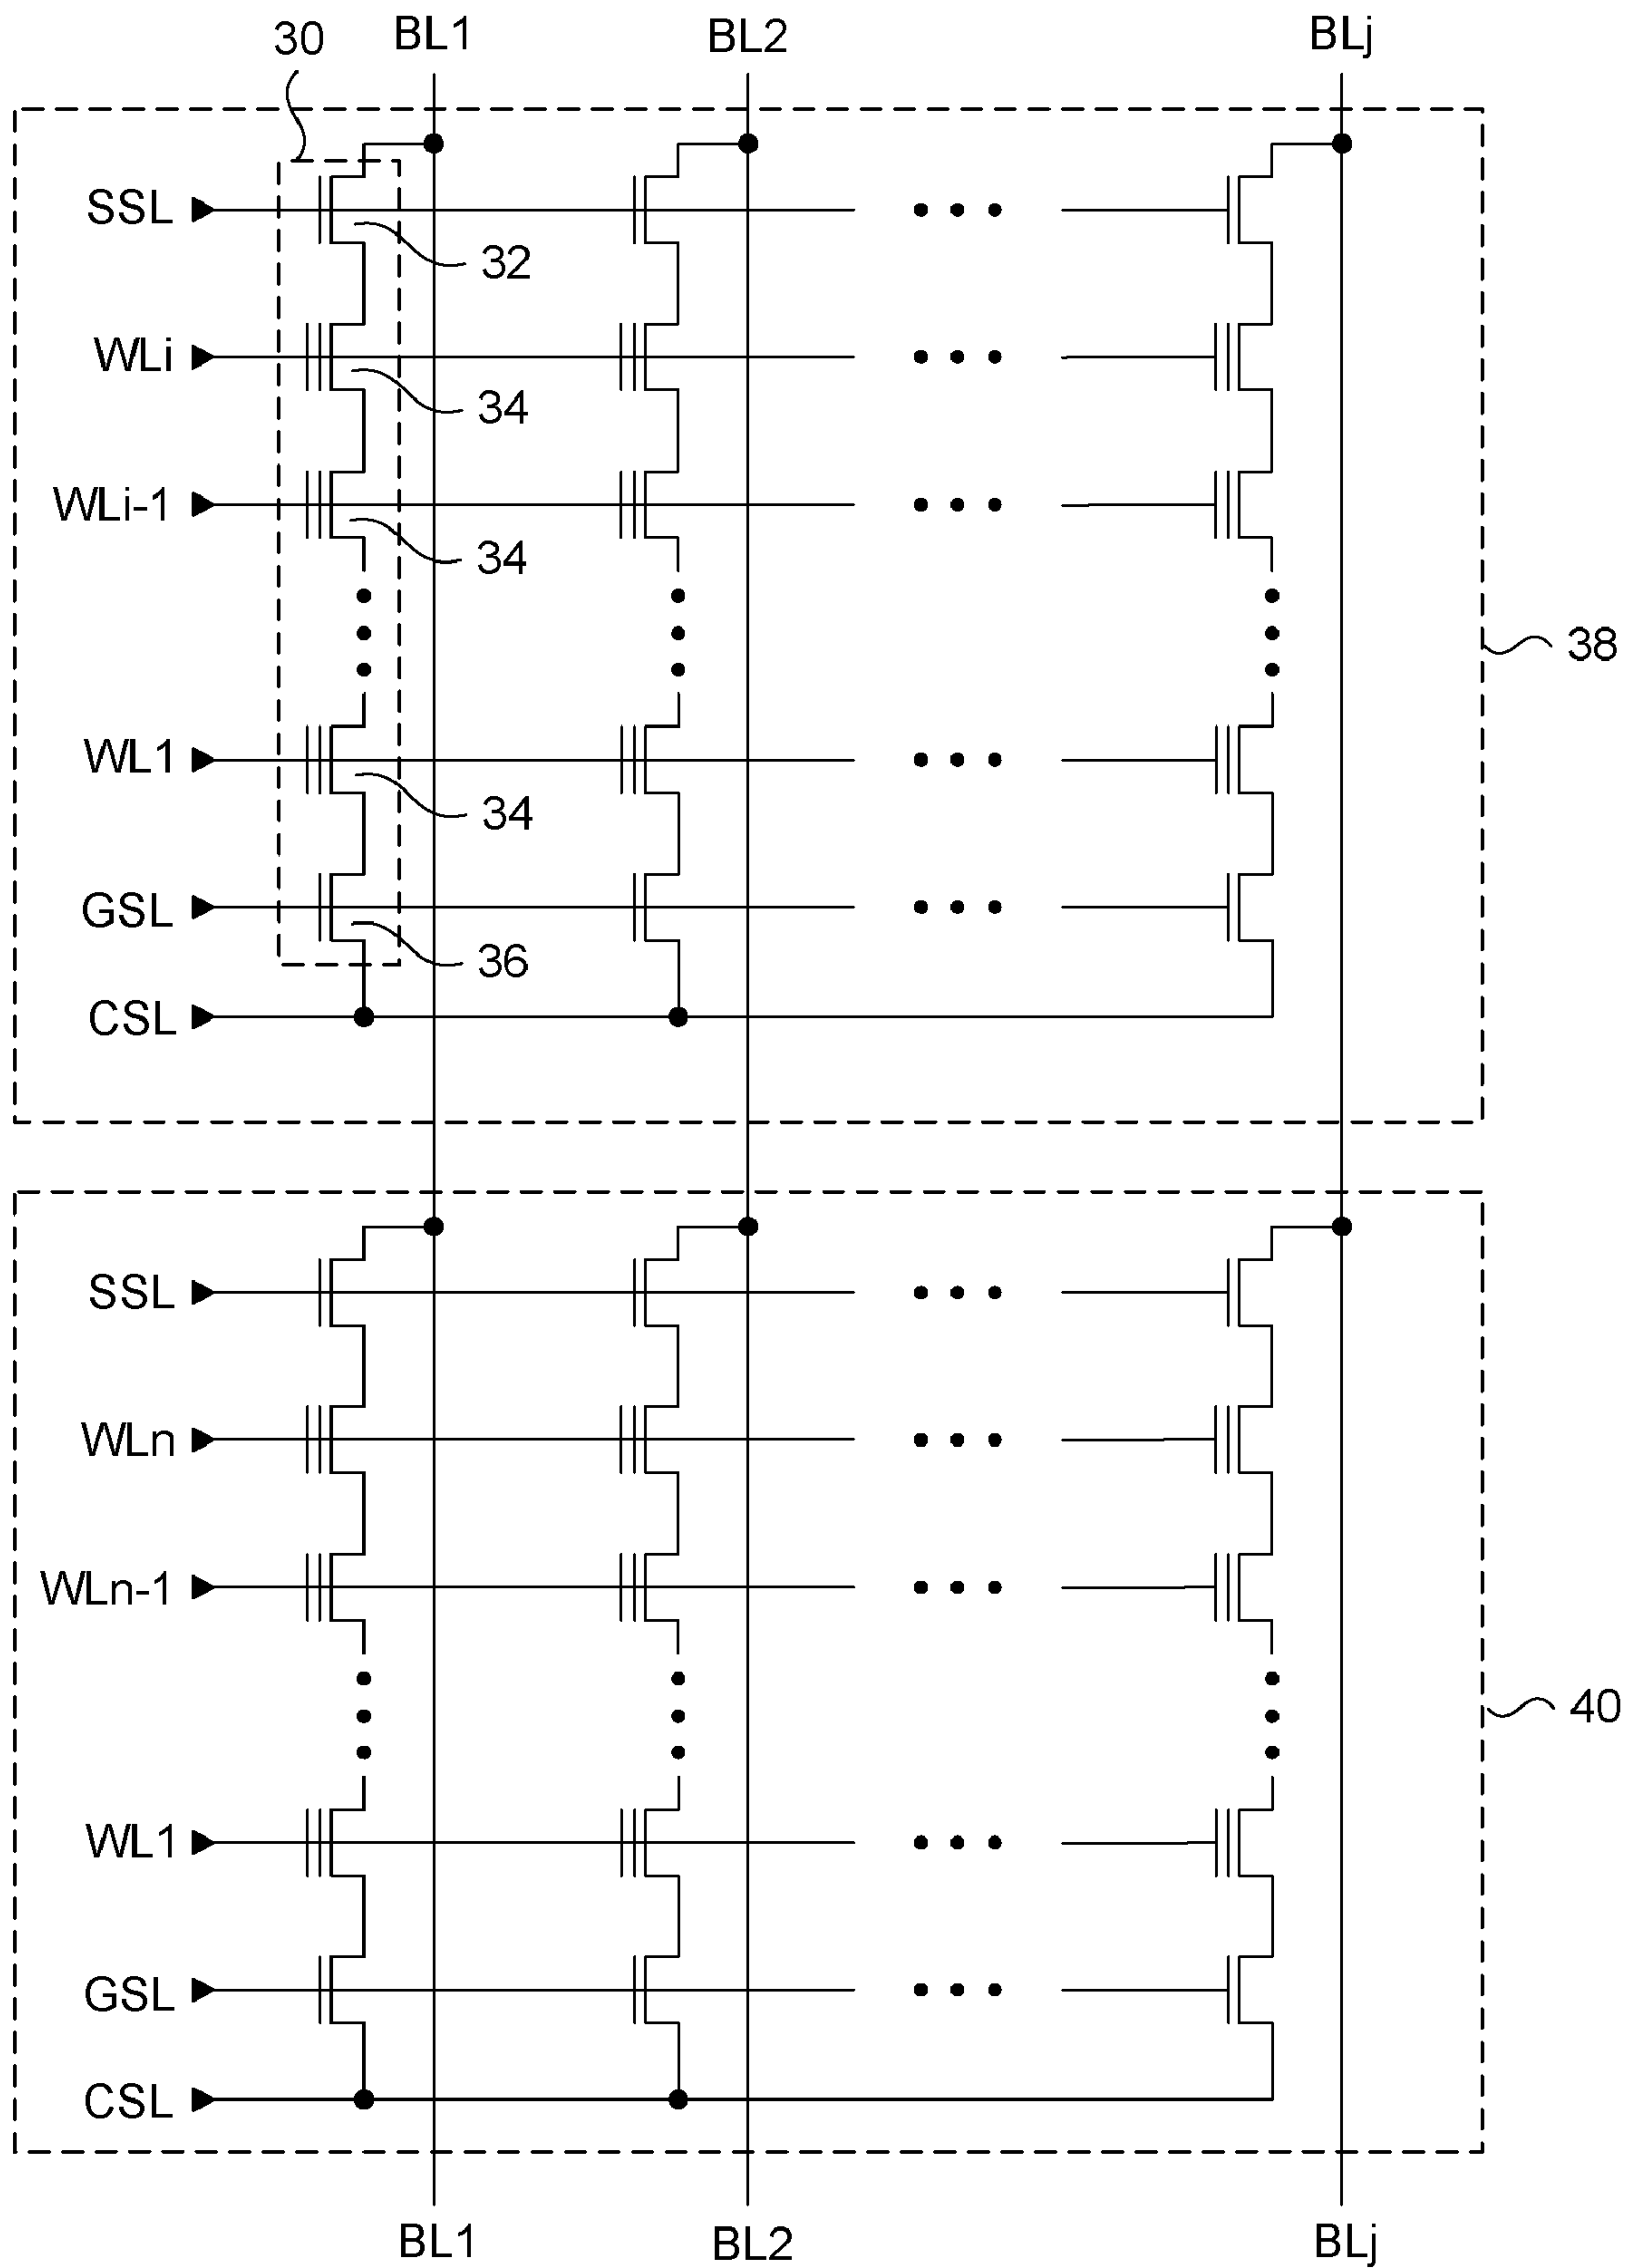 30 BL1 BL2 BLj
SSL
32
WLi
34
WLi-1
34
38
WL1
34
GSL
36
CSL
SSL
WLn
WLn-1
40
WL1
GSL
CSL
BL1 BL2 BLj